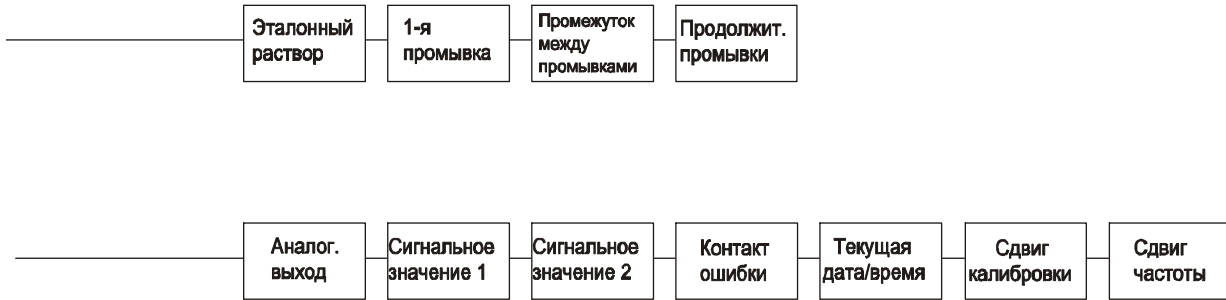 Эталонный
раствор
1-я
промывка
Промежуток
между
промывками
Продолжит.
промывки
Аналог.
выход
Сигнальное
значение 1
Сигнальное
значение 2
Контакт
ошибки
Текущая
дата/время
Сдвиг
калибровки
Сдвиг
частоты